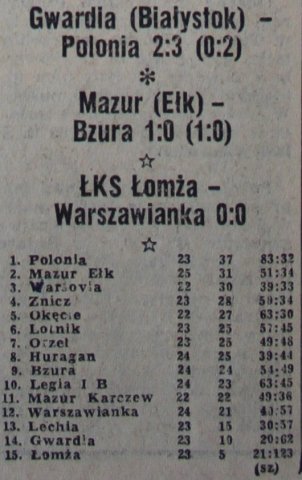 Gwardia (Białystok) –
Polonia 2:3 (0:2)
Mazur (Ełk) –
Bzura 1:0 (1:0)
ŁKS Łomża –
Warszawianka 0:0
1. Polonia 23 37 83:32
2. Mazur Ełk 25 31 51:34
3. Warsovia 22 30 39:33
4. Znicz 23 28 59:34
5. Okęcie 22 27 63:30
6. Lotnik 23 25 57:45
7. Orzeł 23 25 49:48
8. Huragan 24 25 39:44
9. Bzura 24 24 54:49
10. Legia I B 24 23 63:45
11. Mazur Karczew 22 22 49:36
12. Warszawianka 24 21
13. Lechia 23 15 30:57
14. Gwardia 23 10 20:62
15. Łomża 23 5 21:123
(sz)